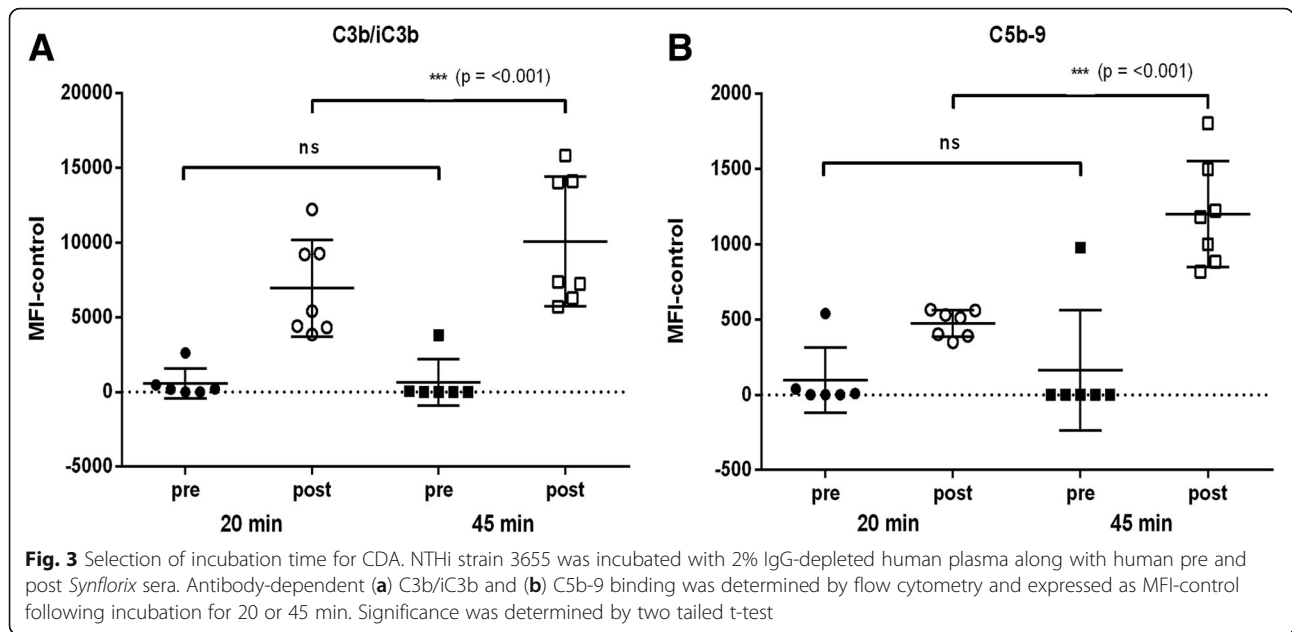 A
C3b/iC3b
*** (p = <0.001)
ns
MFI-control
20000
15000
10000
5000
0
-5000
pre post pre post
20 min 45 min
B
C5b-9
*** (p = <0.001)
ns
MFI-control
2000
1500
1000
500
0
-500
pre post pre post
20 min 45 min
Fig. 3 Selection of incubation time for CDA. NTHi strain 3655 was incubated with 2% IgG-depleted human plasma along with human pre and
post Synflorix sera. Antibody-dependent (a) C3b/iC3b and (b) C5b-9 binding was determined by flow cytometry and expressed as MFI-control
following incubation for 20 or 45 min. Significance was determined by two tailed t-test